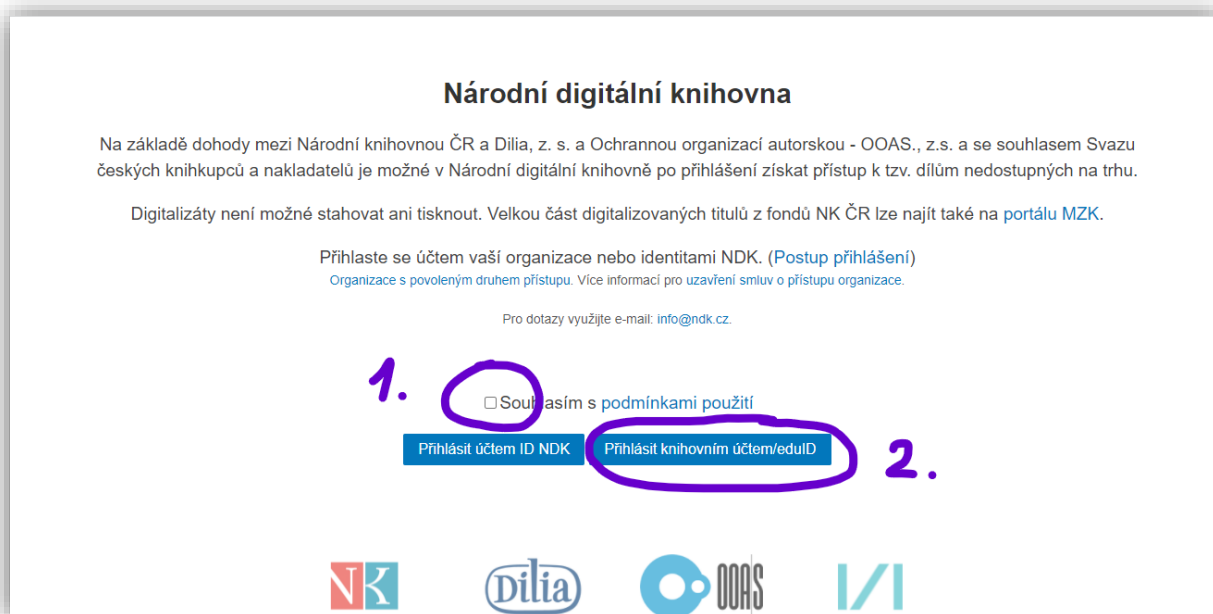 Národní digitální knihovna
Na základě dohody mezi Národní knihovnou ČR a Dilia, z. s. a Ochrannou organizací autorskou - OOAS., z.s. a se souhlasem Svazu
českých knihkupců a nakladatelů je možné v Národní digitální knihovně po přihlášení získat přístup k tzv. dílům nedostupných na trhu.
Digitalizáty není možné stahovat ani tisknout. Velkou část digitalizovaných titulů z fondů NK ČR lze najít také na portálu MZK.
Přihlaste se účtem vaší organizace nebo identitami NDK. (Postup přihlášení)
Organizace s povoleným druhem přístupu. Více informací pro uzavření smluv o přístupu organizace.
Pro dotazy využijte e-mail: info@ndk.cz.
1.
Souhlasím s podmínkami použití
Přihlásit účtem ID NDK Přihlásit knihovním účtem/eduID
2.
NK Dilia OOAS